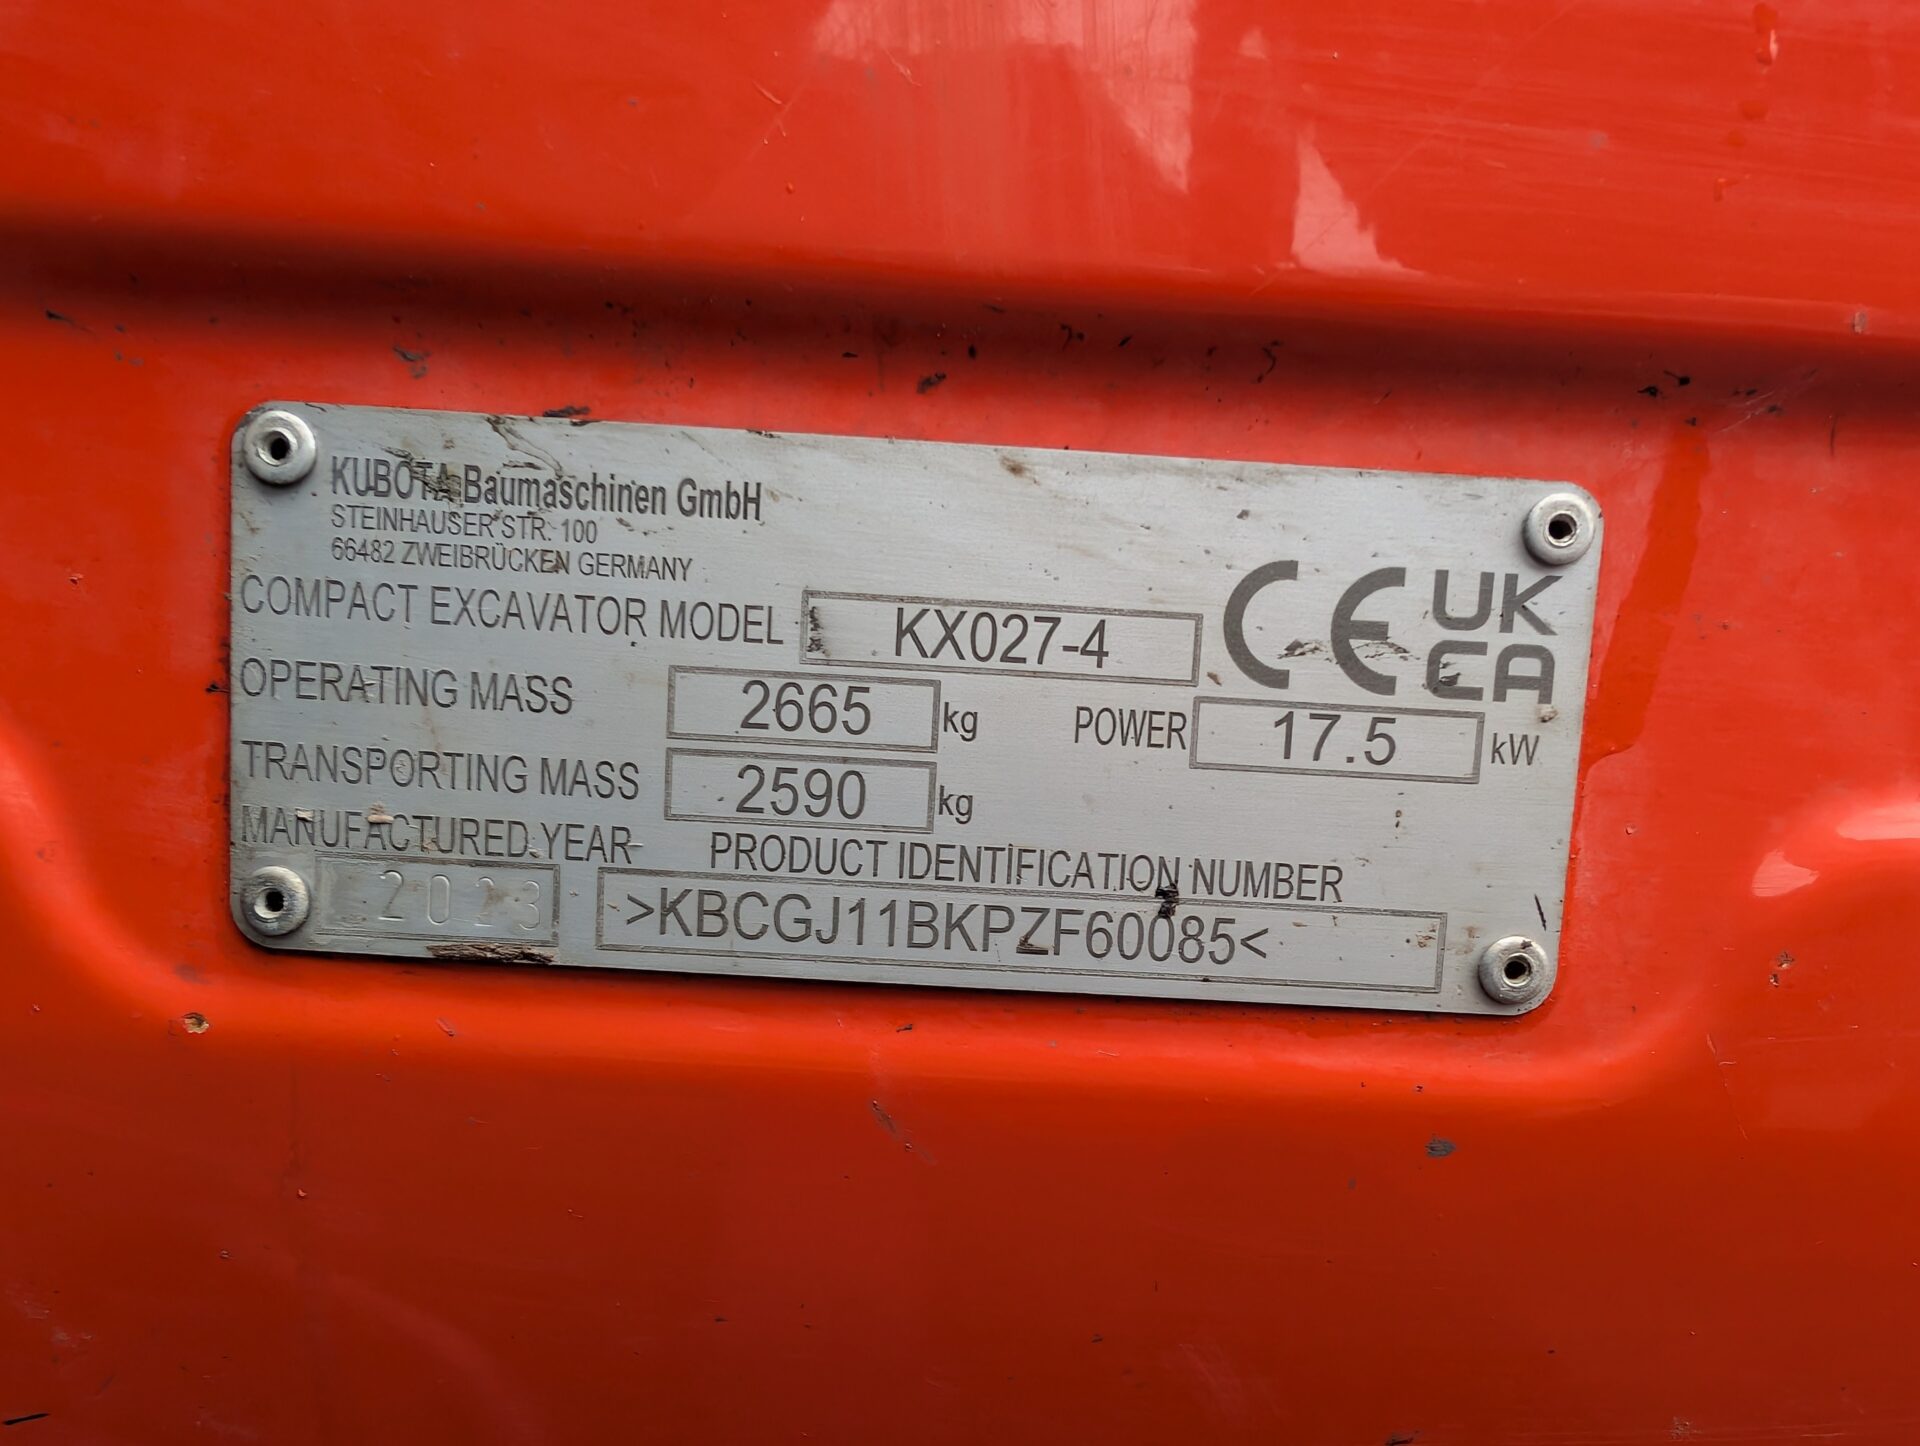 KUBOTA Baumaschinen GmbH
STEINHAUSER STR. 100
66482 ZWEIBRÜCKEN GERMANY
COMPACT EXCAVATOR MODEL KX027-4
CE UK CA
OPERATING MASS 2665 kg POWER 17.5 kW
TRANSPORTING MASS 2590 kg
MANUFACTURED YEAR PRODUCT IDENTIFICATION NUMBER
2023 >KBCGJ11BKPZF60085<